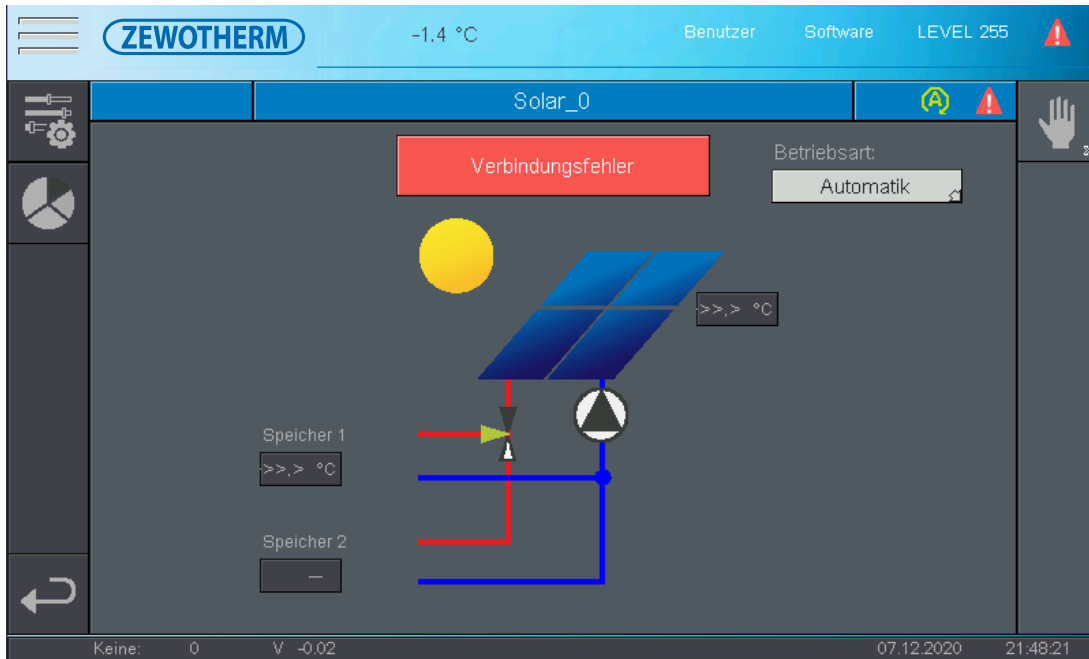 ZEWOTHERM -1.4 °C Benutzer Software LEVEL 255
Solar_0 A
Verbindungsfehler
Betriebsart:
Automatik
>>,> °C
Speicher 1
>>,> °C
Speicher 2
—
Keine: 0 V -0.02 07.12.2020 21:48:21